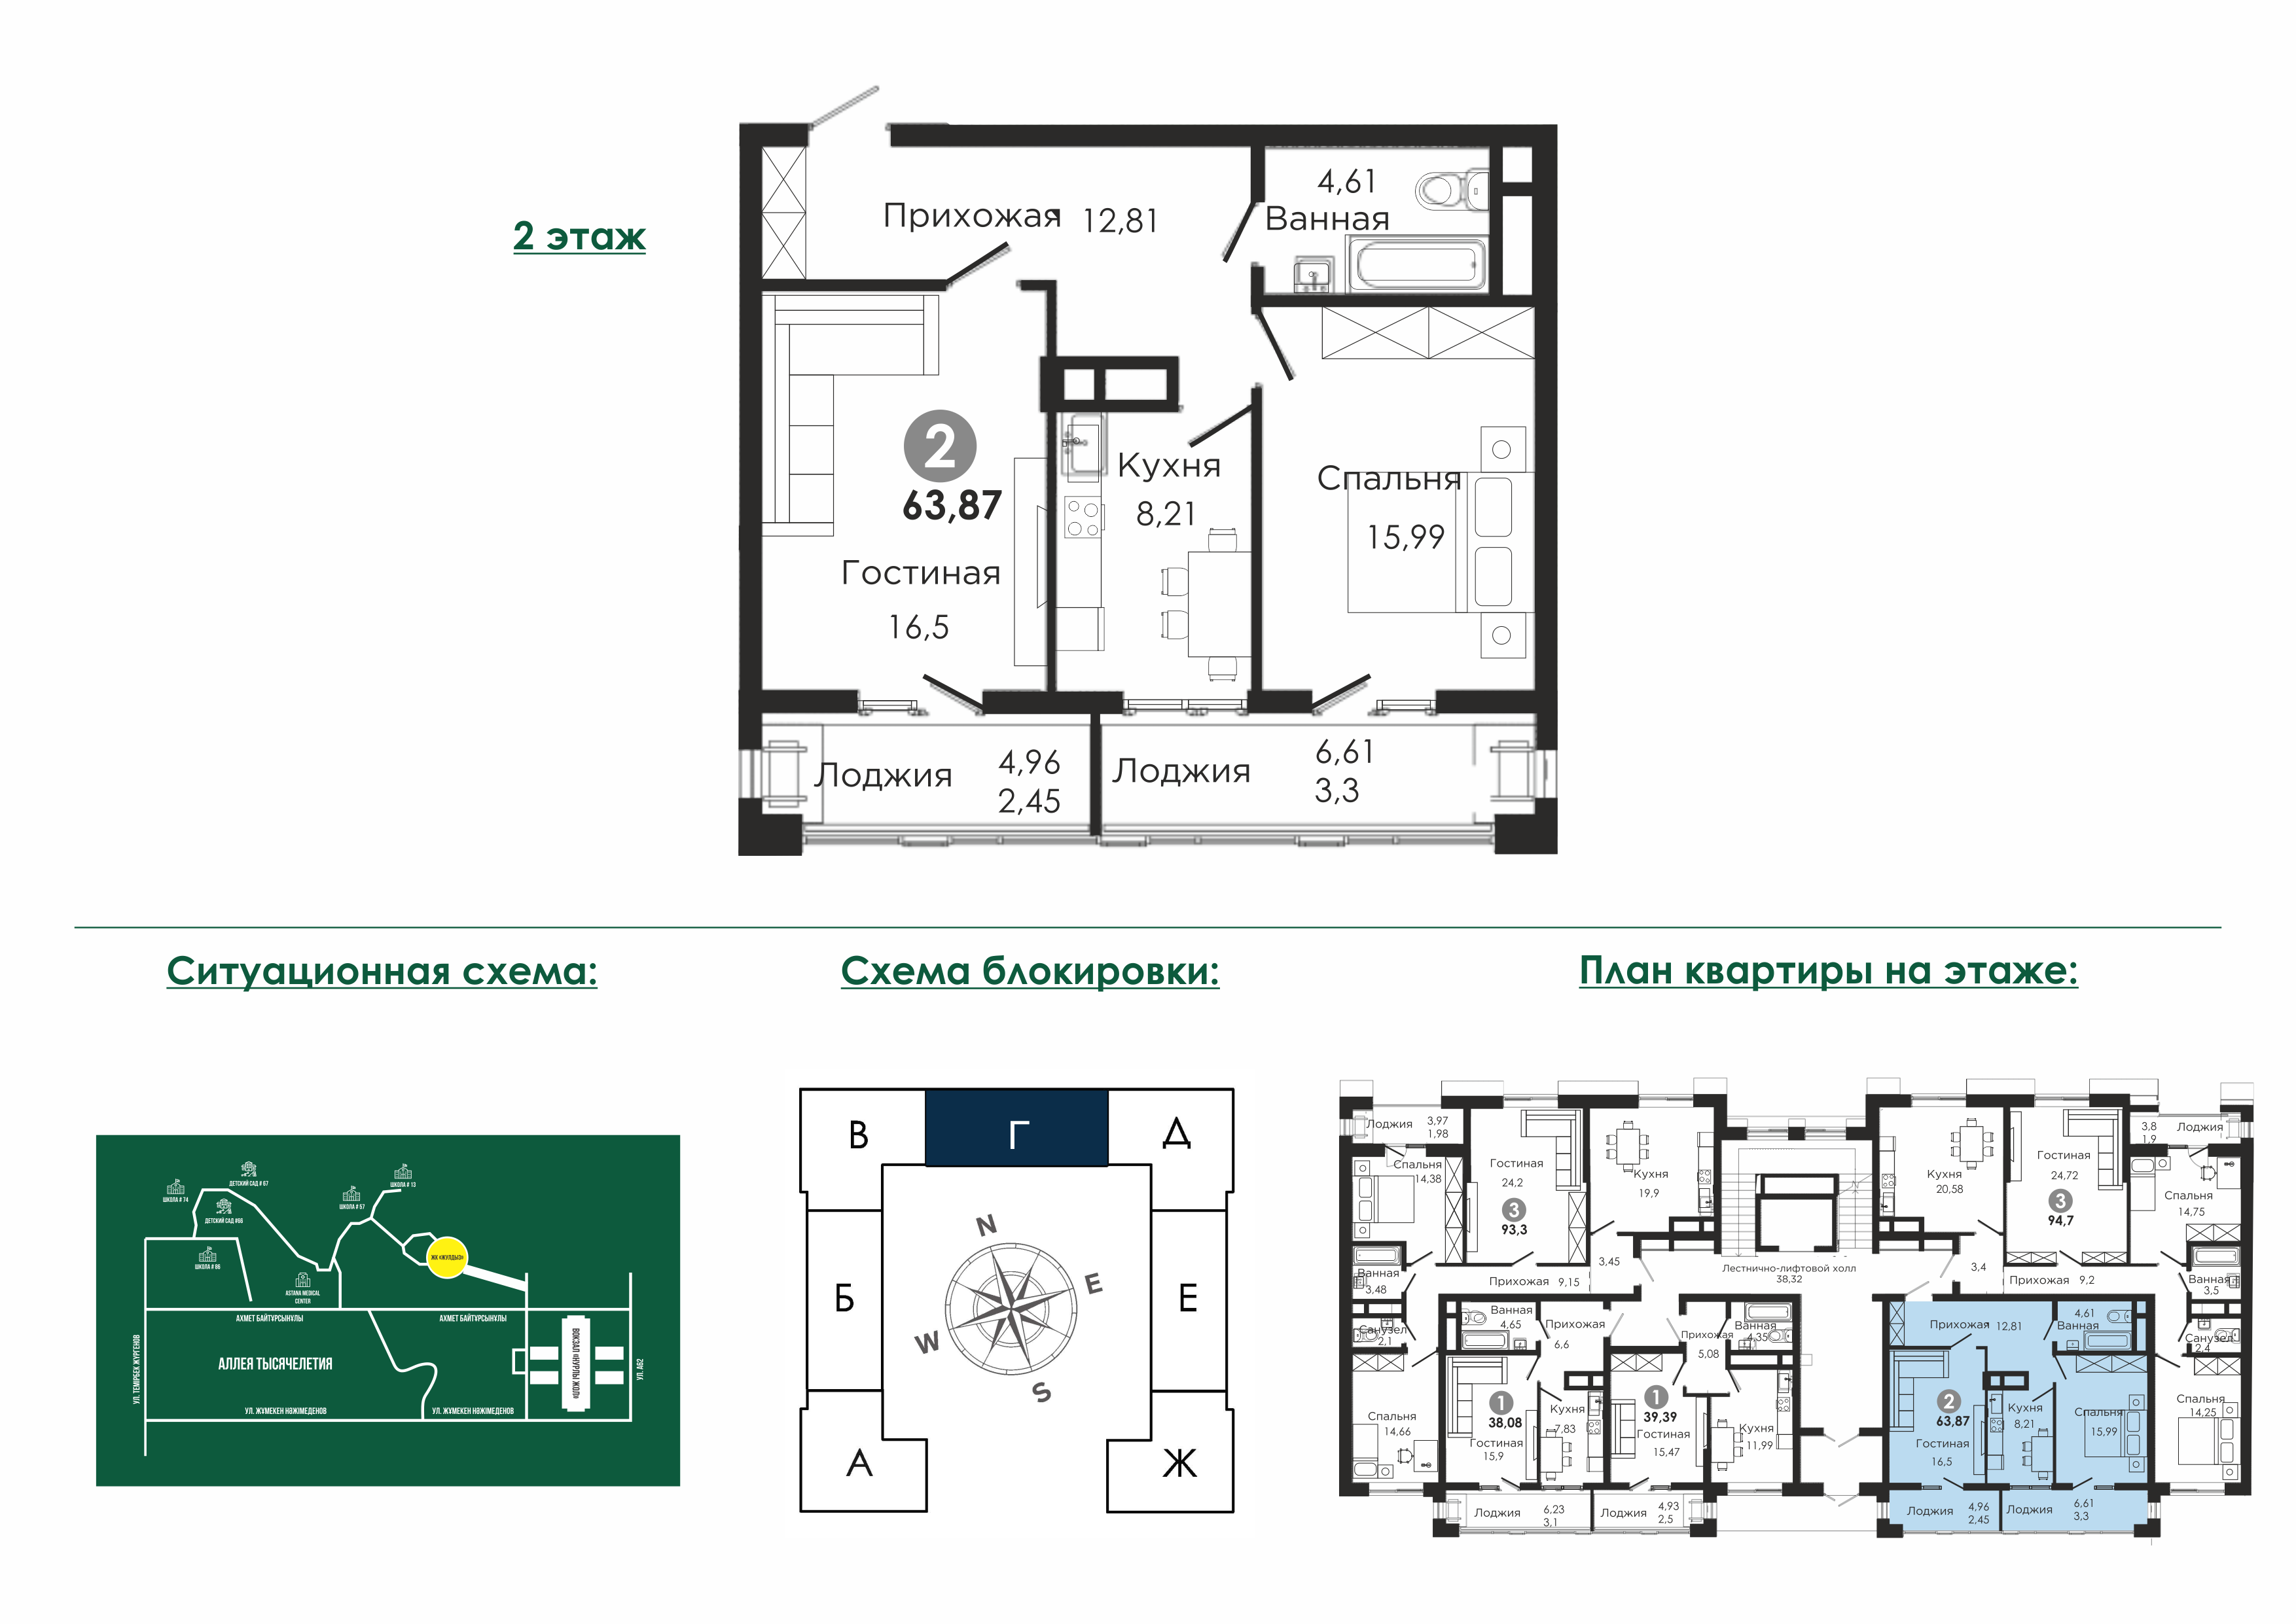 2 этаж
Прихожая 12,81
4,61
Ванная
2
63,87
Гостиная
16,5
Кухня
8,21
Спальня
15,99
Лоджия
4,96
2,45
Лоджия
6,61
3,3
Ситуационная схема:
ШКОЛА # 74
ДЕТСКИЙ САД # 67
ДЕТСКИЙ САД #66
ШКОЛА # 57
ШКОЛА # 13
ШКОЛА # 86
ASTANA MEDICAL
CENTER
ЖК «ЖУЛДЫЗ»
АХМЕТ БАЙТҰРСЫНҰЛЫ
АХМЕТ БАЙТҰРСЫНҰЛЫ
УЛ. ТЕМІРБЕК ЖҮРГЕНОВ
АЛЛЕЯ ТЫСЯЧЕЛЕТИЯ
ВОКЗАЛ «НУРЛЫ ЖОЛ»
УЛ. А82
УЛ. ЖҰМЕКЕН НӘЖІМЕДЕНОВ
УЛ. ЖҰМЕКЕН НӘЖІМЕДЕНОВ
Схема блокировки:
В
Г
Д
Б
Е
А
Ж
N
E
W
S
План квартиры на этаже:
Лоджия
3,97
1,98
Спальня
14,38
Гостиная
24,2
3
93,3
Кухня
19,9
3,45
Ванная
3,48
Прихожая 9,15
Санузел
2,1
Спальня
14,66
Ванная
4,65
Прихожая
6,6
1
38,08
Гостиная
15,9
Кухня
7,83
Лоджия
6,23
3,1
Прихожая
5,08
Ванная
4,35
1
39,39
Гостиная
15,47
Кухня
11,99
Лоджия
4,93
2,5
Лестнично-лифтовой холл
38,32
Кухня
20,58
Гостиная
24,72
3
94,7
3,8
1,9
Лоджия
Спальня
14,75
3,4
Прихожая 9,2
Ванная
3,5
Санузел
2,4
Спальня
14,25
Прихожая 12,81
4,61
Ванная
2
63,87
Гостиная
16,5
Кухня
8,21
Спальня
15,99
Лоджия
4,96
2,45
Лоджия
6,61
3,3